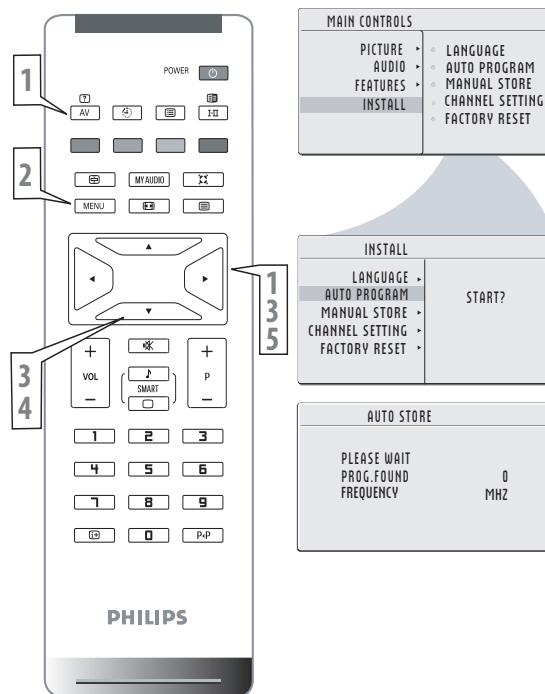 POWER
1
AV
I-II
2
MY AUDIO
MENU
1
3
5
3
4
+
VOL
−
SMART
+
P
−
1 2 3
4 5 6
7 8 9
i+ 0 P◂P
PHILIPS
MAIN CONTROLS
PICTURE
AUDIO
FEATURES
INSTALL
LANGUAGE
AUTO PROGRAM
MANUAL STORE
CHANNEL SETTING
FACTORY RESET
INSTALL
LANGUAGE
AUTO PROGRAM
MANUAL STORE
CHANNEL SETTING
FACTORY RESET
START?
AUTO STORE
PLEASE WAIT
PROG.FOUND 0
FREQUENCY MHZ